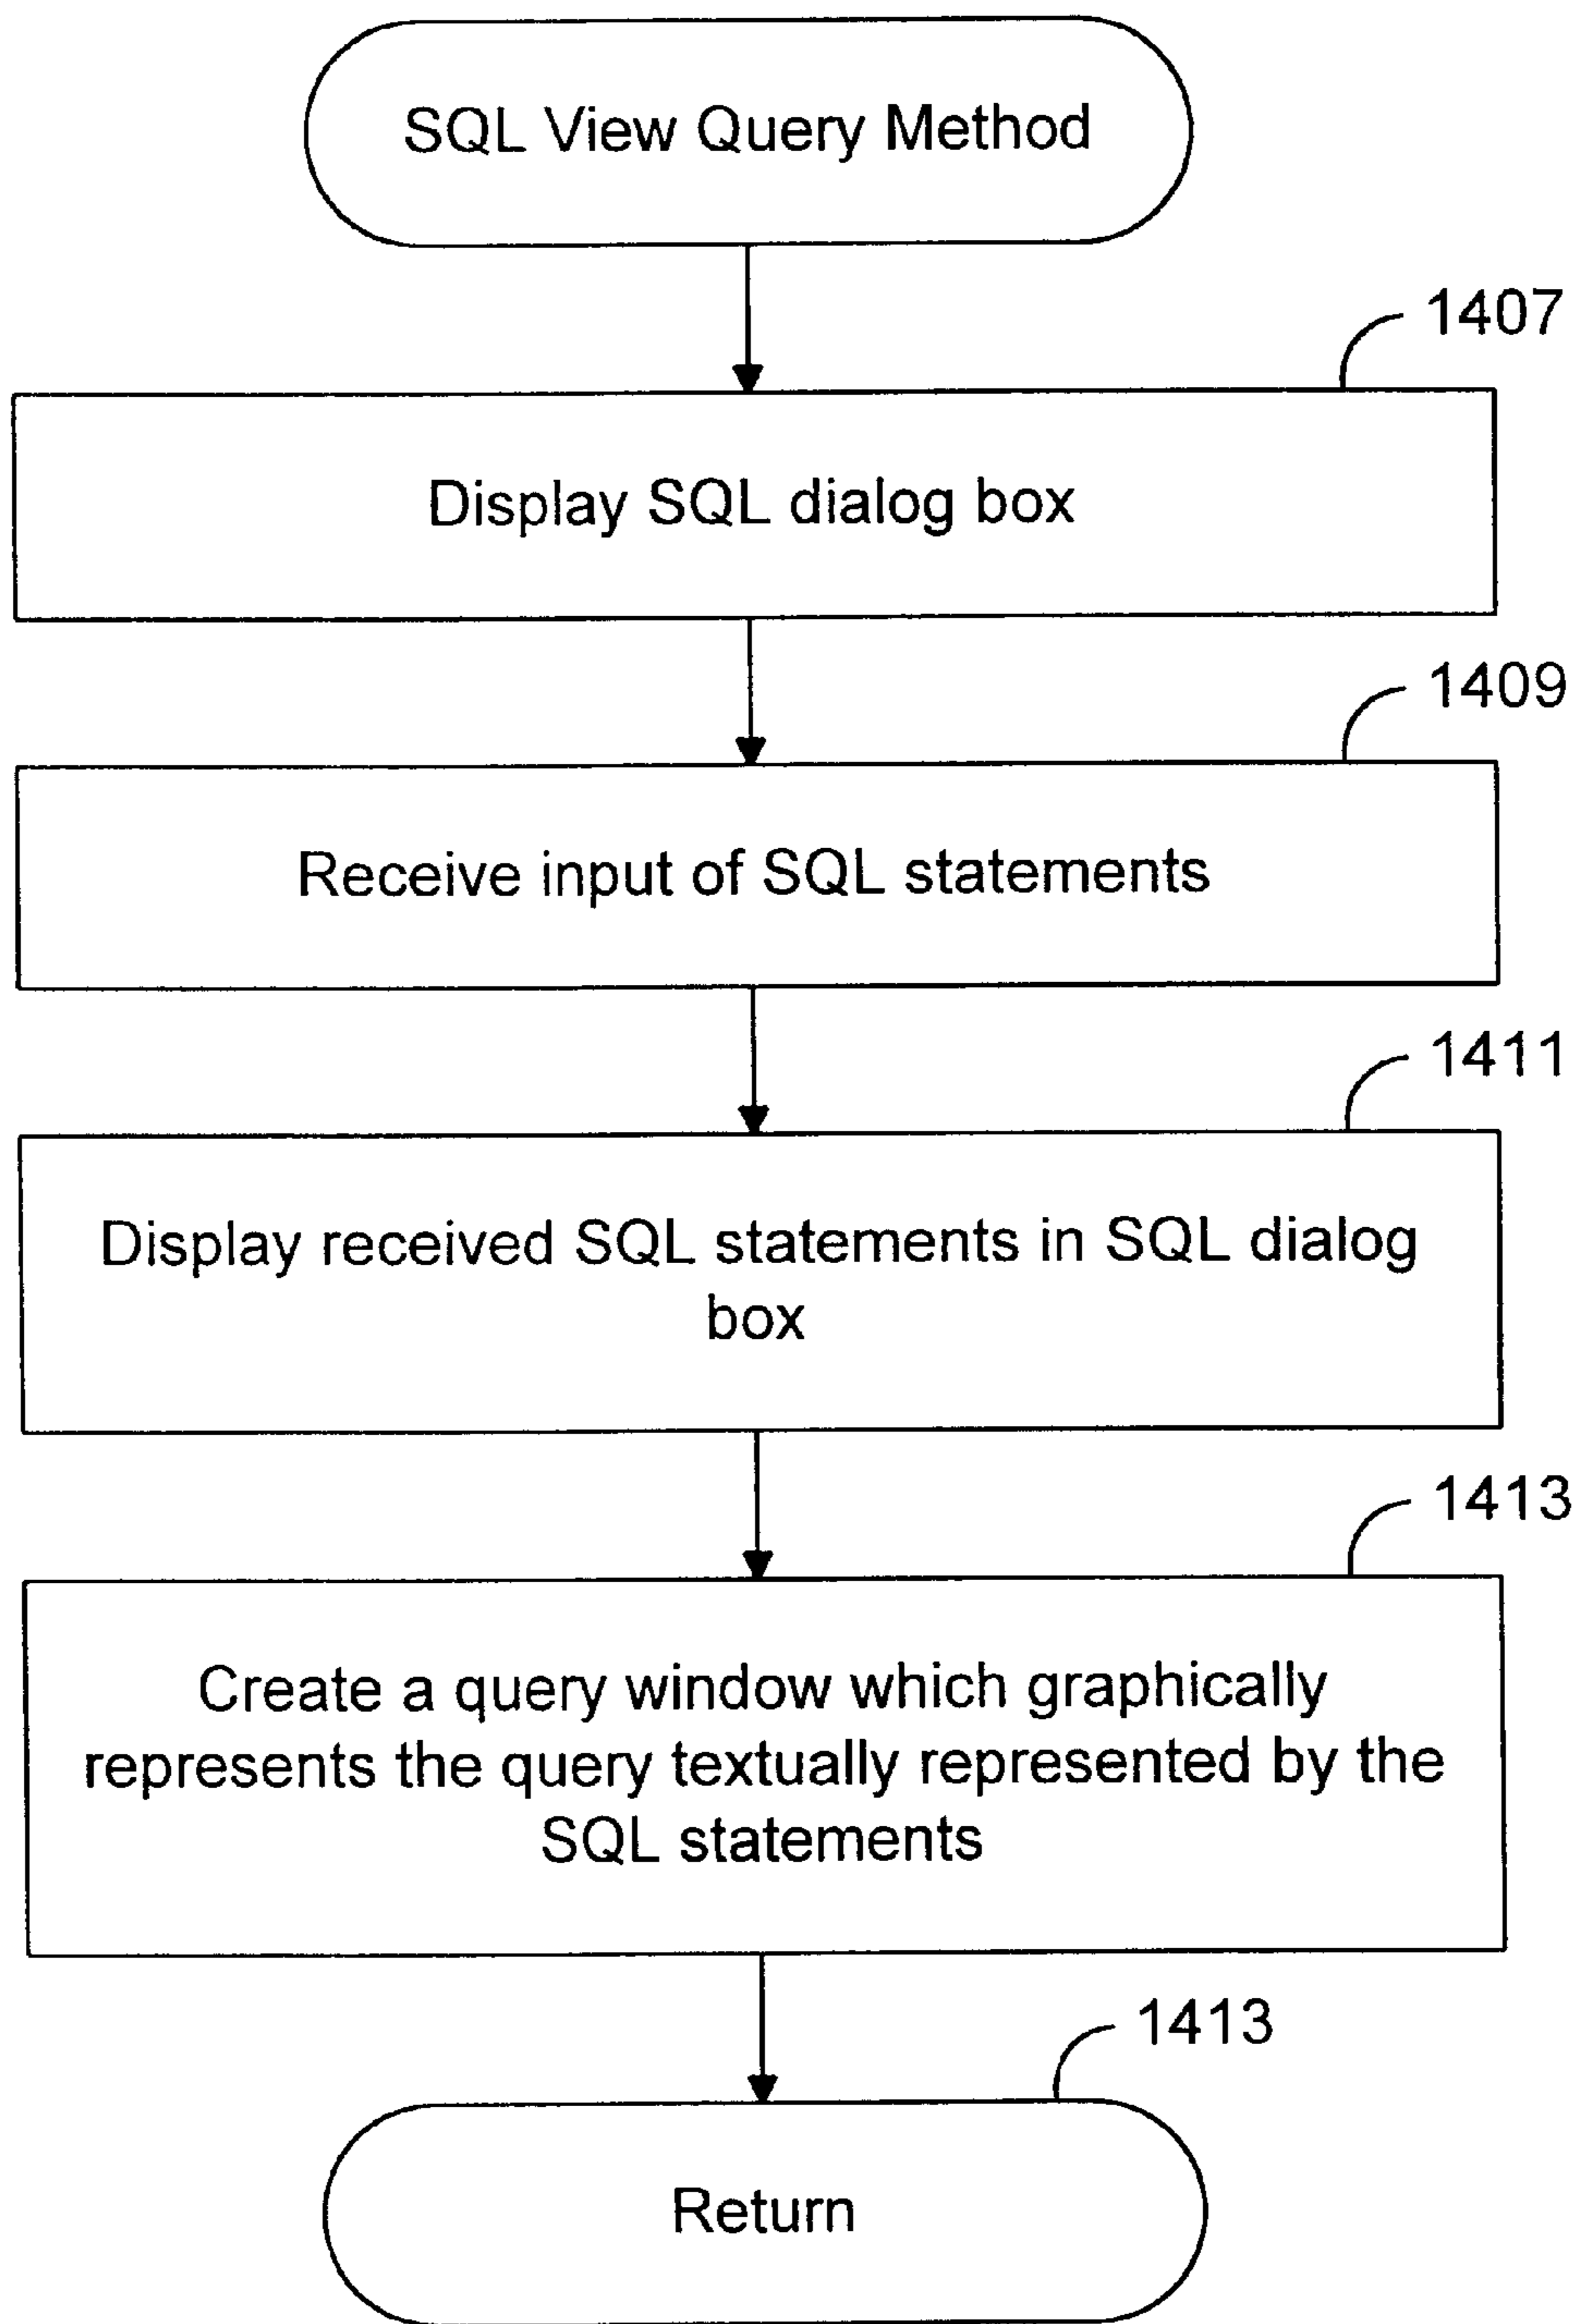 SQL View Query Method
1407
Display SQL dialog box
1409
Receive input of SQL statements
1411
Display received SQL statements in SQL dialog
box
1413
Create a query window which graphically
represents the query textually represented by the
SQL statements
1413
Return